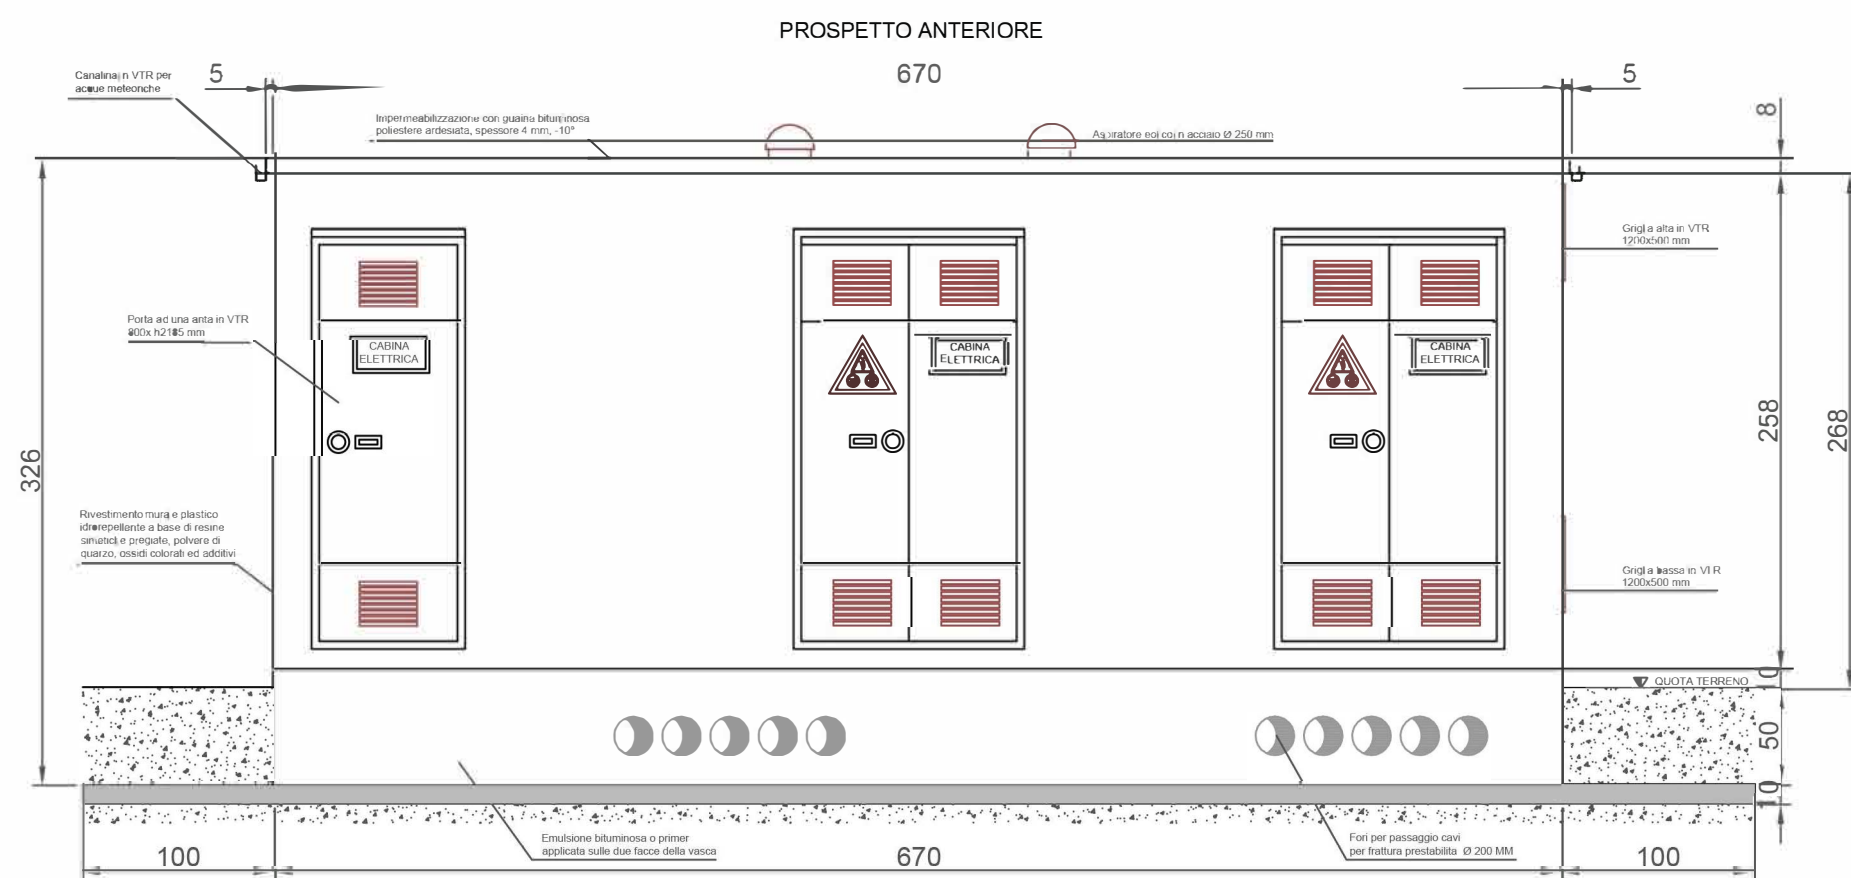 PROSPETTO ANTERIORE
5
670
5
8
Canalina in VTR per
acque meteoriche
Impermeabilizzazione con guaina bituminosa
poliestere ardesiata, spessore 4 mm, -10°
Aspiratore eolico in acciaio Ø 250 mm
Griglia alta in VTR
1200x500 mm
Porta ad una anta in VTR
x h2185 mm
CABINA
ELETTRICA
CABINA
ELETTRICA
CABINA
ELETTRICA
326
258
268
Rivestimento murale plastico
idrorepellente a base di resine
sintetiche pregiate, polvere di
quarzo, ossidi colorati ed additivi
Griglia bassa in VTR
1200x500 mm
QUOTA TERRENO
10
50
10
Emulsione bituminosa o primer
applicata sulle due facce della vasca
Fori per passaggio cavi
per frattura prestabilita Ø 200 MM
100
670
100